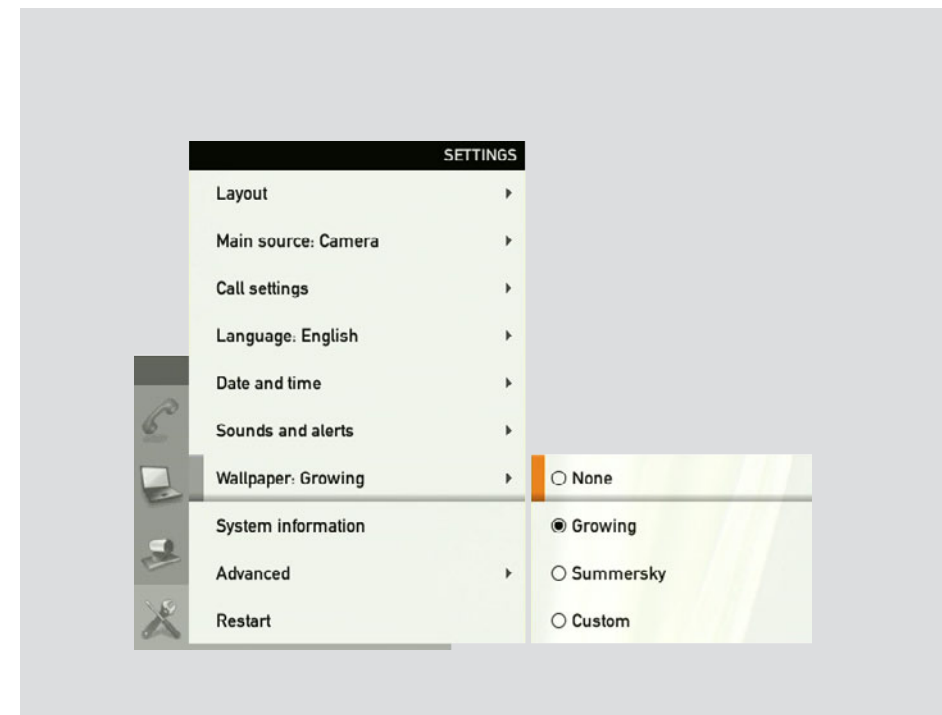 SETTINGS
Layout
Main source: Camera
Call settings
Language: English
Date and time
Sounds and alerts
Wallpaper: Growing
System information
Advanced
Restart
None
Growing
Summersky
Custom